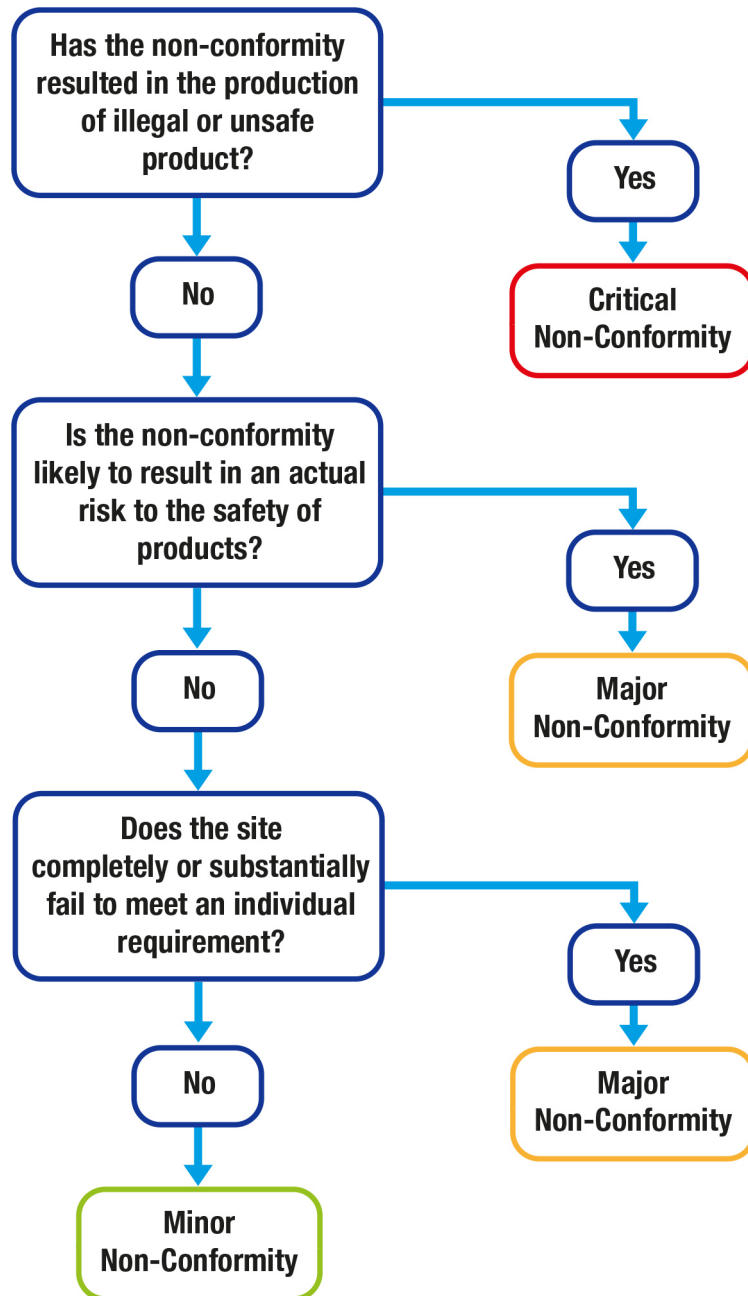 Has the non-conformity
resulted in the production
of illegal or unsafe
product?
Yes
No
Critical
Non-Conformity
Is the non-conformity
likely to result in an actual
risk to the safety of
products?
Yes
No
Major
Non-Conformity
Does the site
completely or substantially
fail to meet an individual
requirement?
Yes
No
Major
Non-Conformity
Minor
Non-Conformity